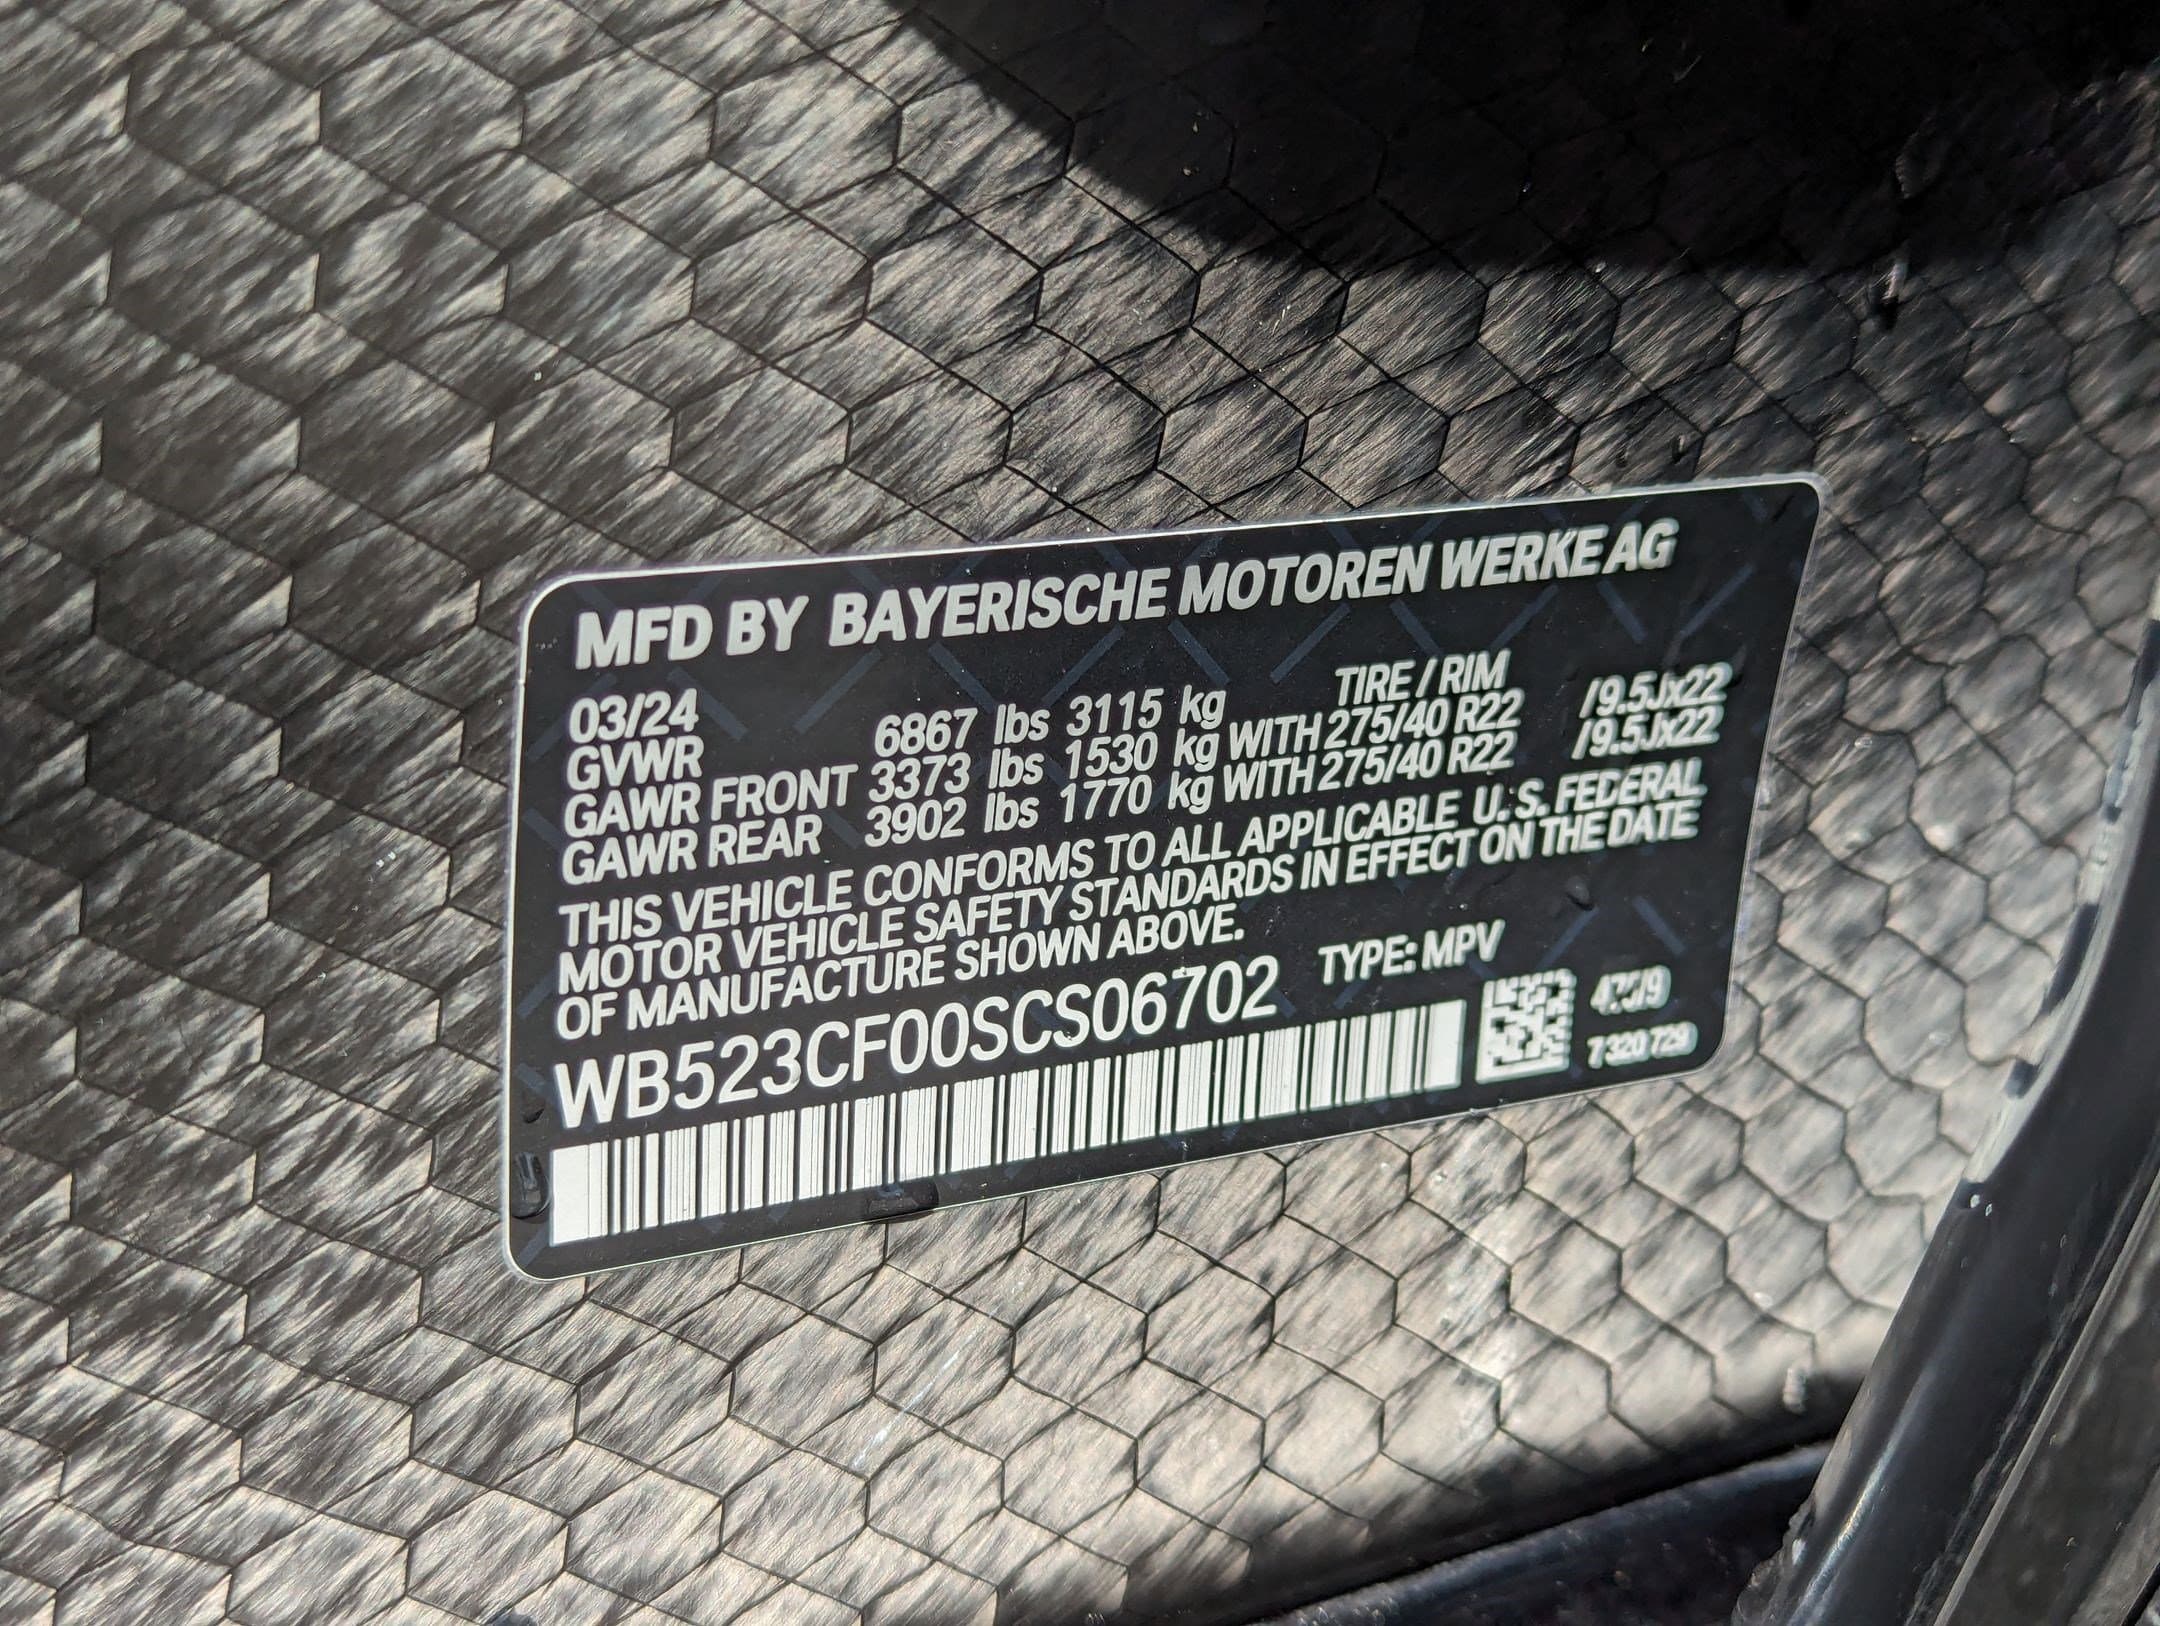 MFD BY BAYERISCHE MOTOREN WERKE AG
03/24 TIRE / RIM
GVWR 6867 lbs 3115 kg
GAWR FRONT 3373 lbs 1530 kg WITH 275/40 R22 /9.5Jx22
GAWR REAR 3902 lbs 1770 kg WITH 275/40 R22 /9.5Jx22
THIS VEHICLE CONFORMS TO ALL APPLICABLE U. S. FEDERAL
MOTOR VEHICLE SAFETY STANDARDS IN EFFECT ON THE DATE
OF MANUFACTURE SHOWN ABOVE.
WB523CF00SCS06702 TYPE: MPV
7 320 729